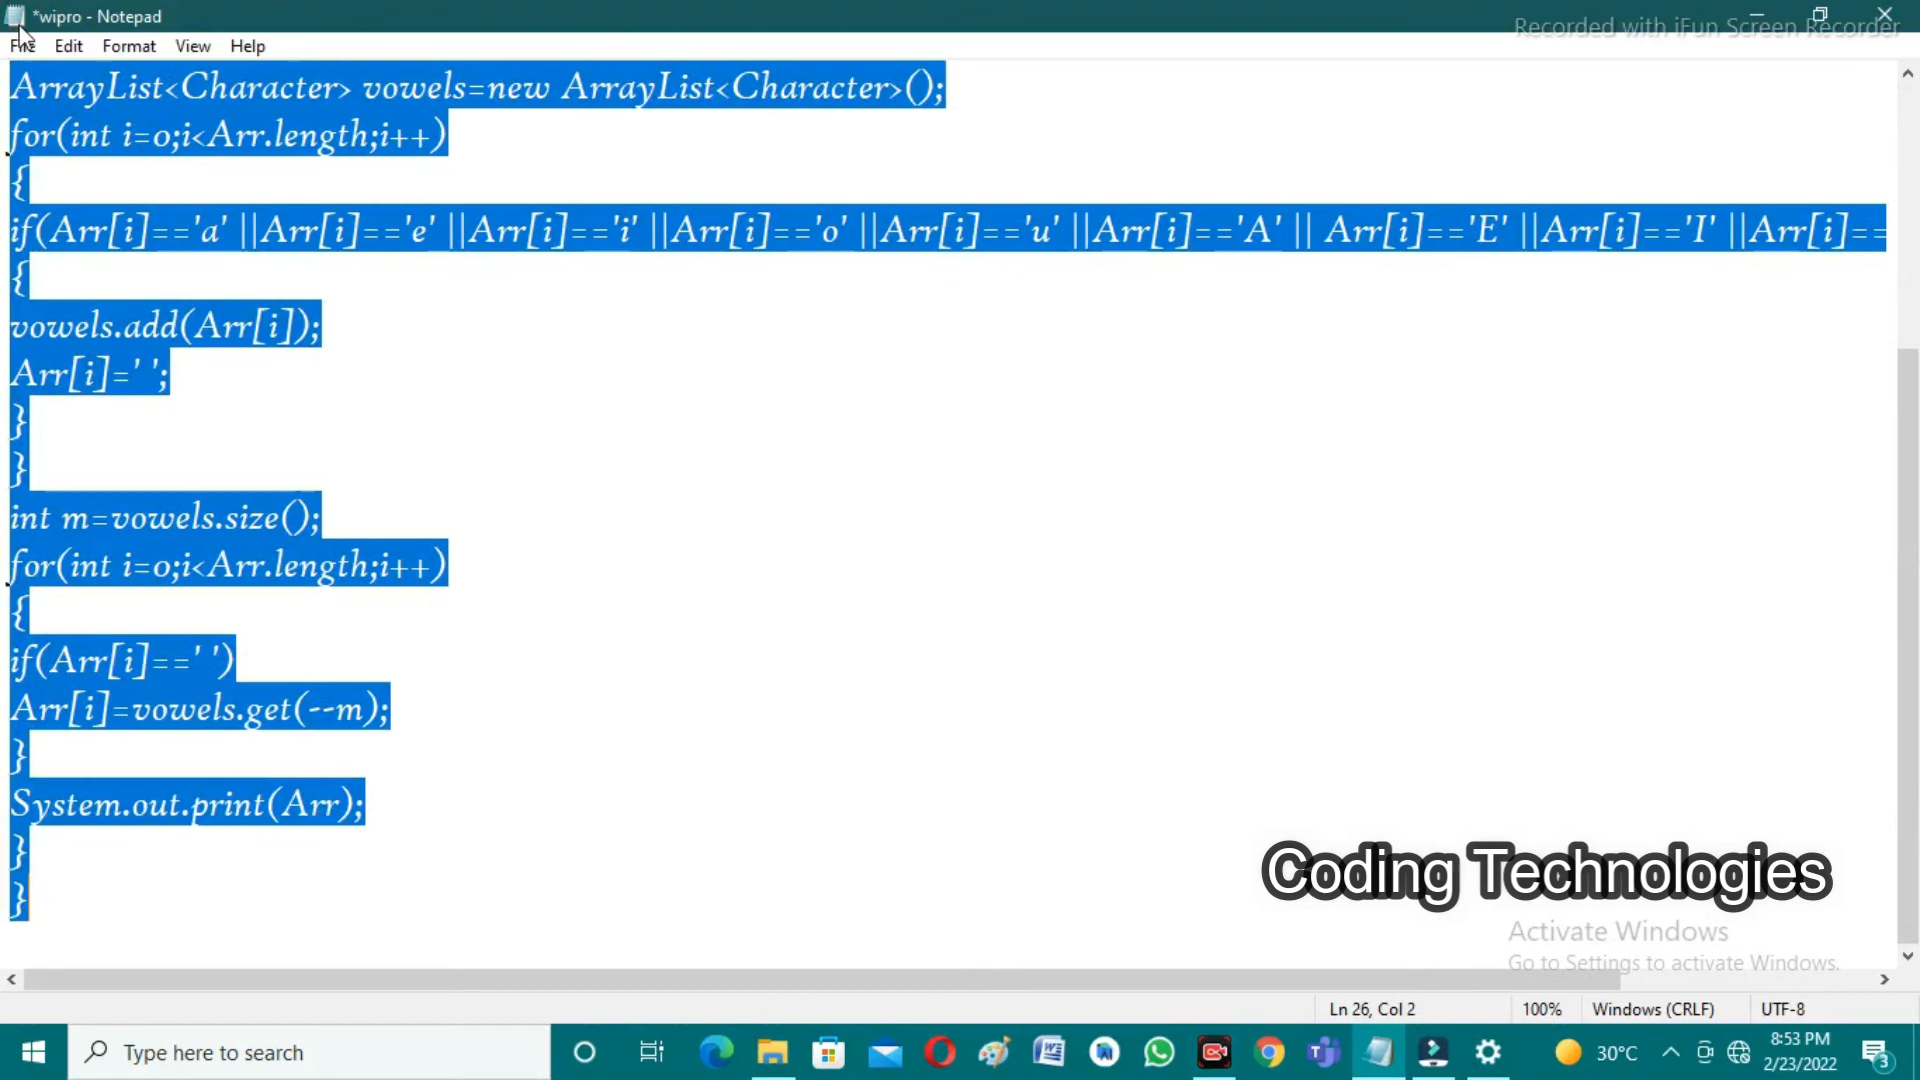 *wipro - Notepad
Recorded with iFun Screen Recorder
File Edit Format View Help
ArrayList<Character> vowels=new ArrayList<Character>();
for(int i=0;i<Arr.length;i++)
{
if(Arr[i]=='a' ||Arr[i]=='e' ||Arr[i]=='i' ||Arr[i]=='o' ||Arr[i]=='u' ||Arr[i]=='A' || Arr[i]=='E' ||Arr[i]=='I' ||Arr[i]==
{
vowels.add(Arr[i]);
Arr[i]=' ';
}
}
int m=vowels.size();
for(int i=0;i<Arr.length;i++)
{
if(Arr[i]==' ')
Arr[i]=vowels.get(--m);
}
System.out.print(Arr);
}
}
Coding Technologies
Activate Windows
Go to Settings to activate Windows.
Ln 26, Col 2 100% Windows (CRLF) UTF-8
Type here to search
30°C
8:53 PM
2/23/2022
3